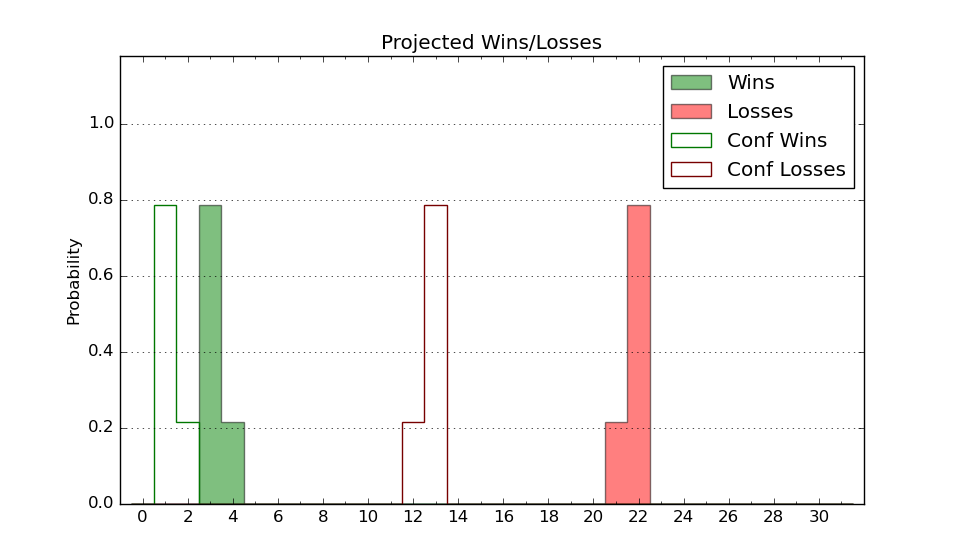 Projected Wins/Losses
Wins
Losses
Conf Wins
Conf Losses
Probability
1.0
0.8
0.6
0.4
0.2
0.0
0 2 4 6 8 10 12 14 16 18 20 22 24 26 28 30